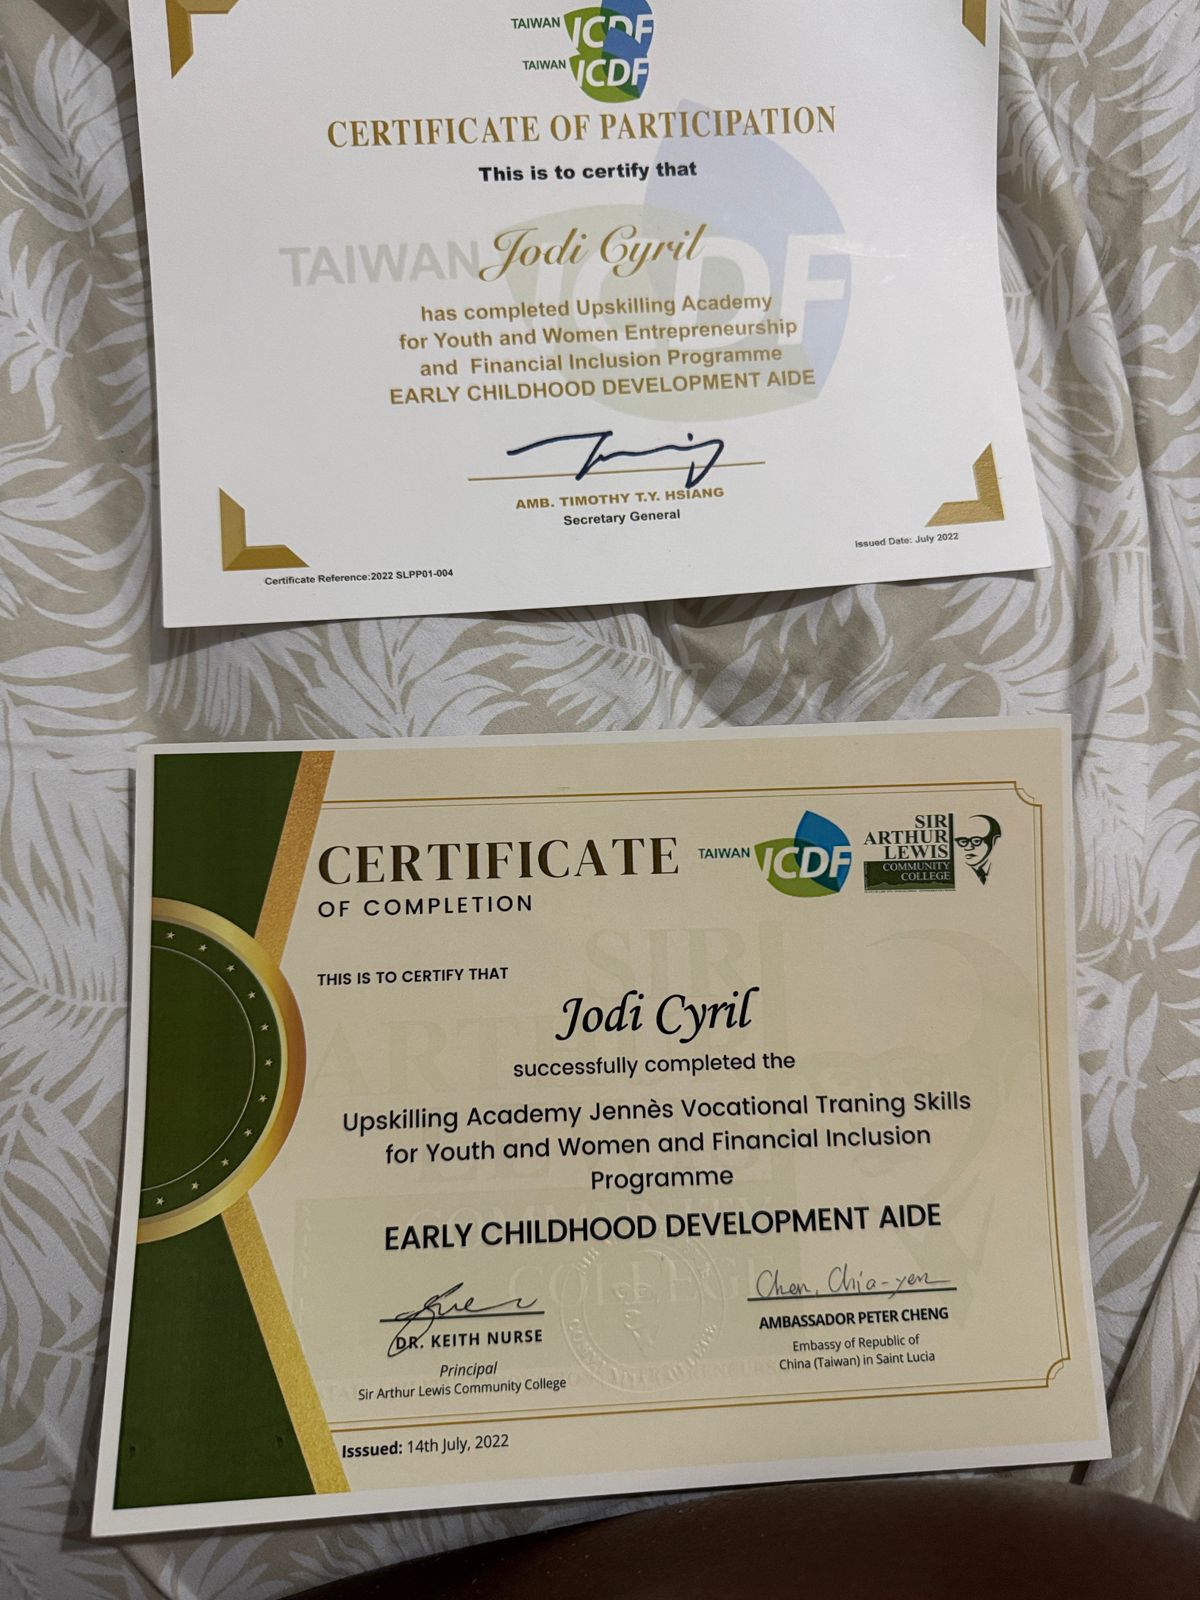 TAIWAN ICDF
TAIWAN ICDF
CERTIFICATE OF PARTICIPATION
This is to certify that
TAIWAN ICDF
Jodi Cyril
has completed Upskilling Academy
for Youth and Women Entrepreneurship
and Financial Inclusion Programme
EARLY CHILDHOOD DEVELOPMENT AIDE
AMB. TIMOTHY T.Y. HSIANG
Secretary General
Issued Date: July 2022
Certificate Reference:2022 SLPP01-004
CERTIFICATE
OF COMPLETION
TAIWAN ICDF
SIR
ARTHUR
LEWIS
COMMUNITY
COLLEGE
THIS IS TO CERTIFY THAT
Jodi Cyril
successfully completed the
Upskilling Academy Jennès Vocational Traning Skills
for Youth and Women and Financial Inclusion
Programme
EARLY CHILDHOOD DEVELOPMENT AIDE
Chen, Chia-yen
DR. KEITH NURSE
Principal
Sir Arthur Lewis Community College
AMBASSADOR PETER CHENG
Embassy of Republic of
China (Taiwan) in Saint Lucia
Isssued: 14th July, 2022